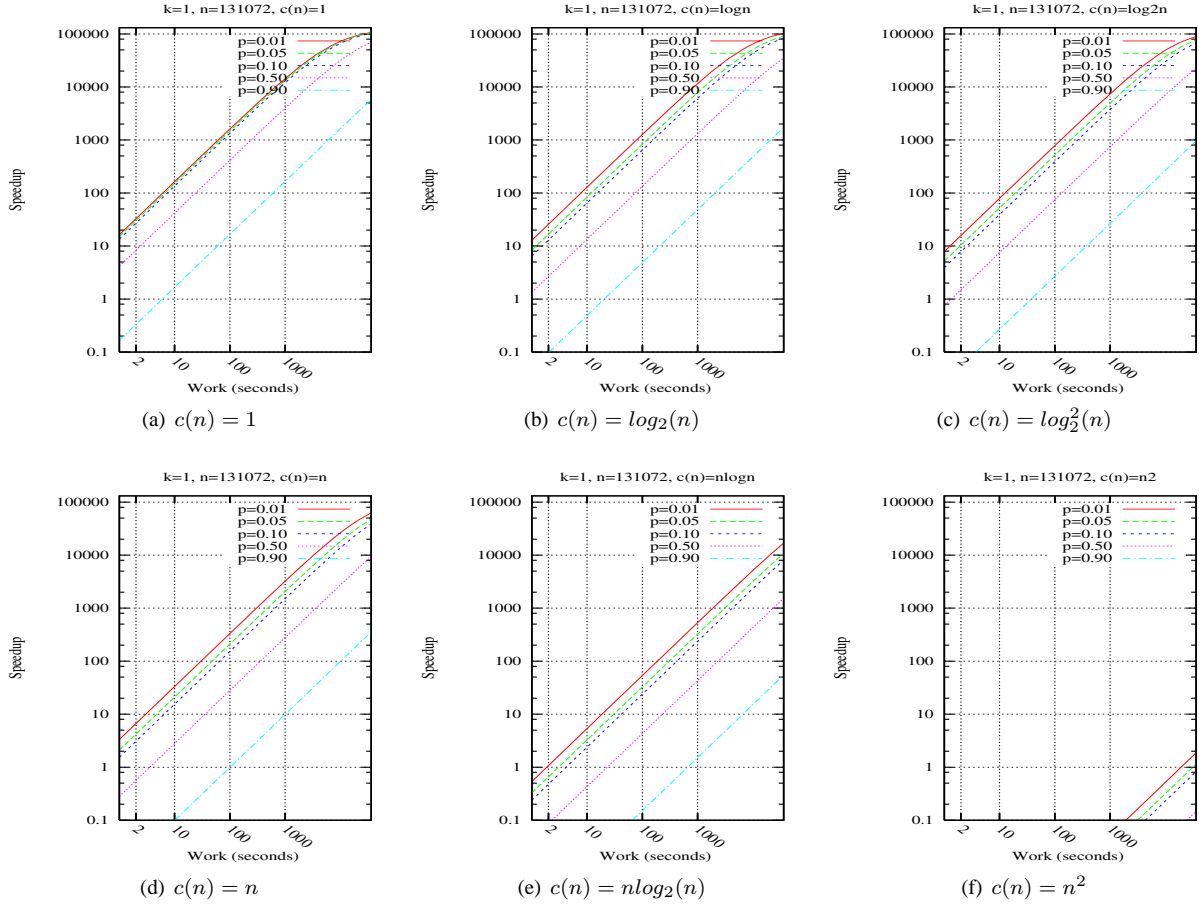 k=1, n=131072, c(n)=1
100000
10000
1000
100
10
1
0.1
Speedup
p=0.01
p=0.05
p=0.10
p=0.50
p=0.90
2
10
100
1000
Work (seconds)
(a) c(n) = 1
k=1, n=131072, c(n)=logn
100000
10000
1000
100
10
1
0.1
Speedup
p=0.01
p=0.05
p=0.10
p=0.50
p=0.90
2
10
100
1000
Work (seconds)
(b) c(n) = log₂(n)
k=1, n=131072, c(n)=log2n
100000
10000
1000
100
10
1
0.1
Speedup
p=0.01
p=0.05
p=0.10
p=0.50
p=0.90
2
10
100
1000
Work (seconds)
(c) c(n) = log₂²(n)
k=1, n=131072, c(n)=n
100000
10000
1000
100
10
1
0.1
Speedup
p=0.01
p=0.05
p=0.10
p=0.50
p=0.90
2
10
100
1000
Work (seconds)
(d) c(n) = n
k=1, n=131072, c(n)=nlogn
100000
10000
1000
100
10
1
0.1
Speedup
p=0.01
p=0.05
p=0.10
p=0.50
p=0.90
2
10
100
1000
Work (seconds)
(e) c(n) = nlog₂(n)
k=1, n=131072, c(n)=n2
100000
10000
1000
100
10
1
0.1
Speedup
p=0.01
p=0.05
p=0.10
p=0.50
p=0.90
2
10
100
1000
Work (seconds)
(f) c(n) = n²